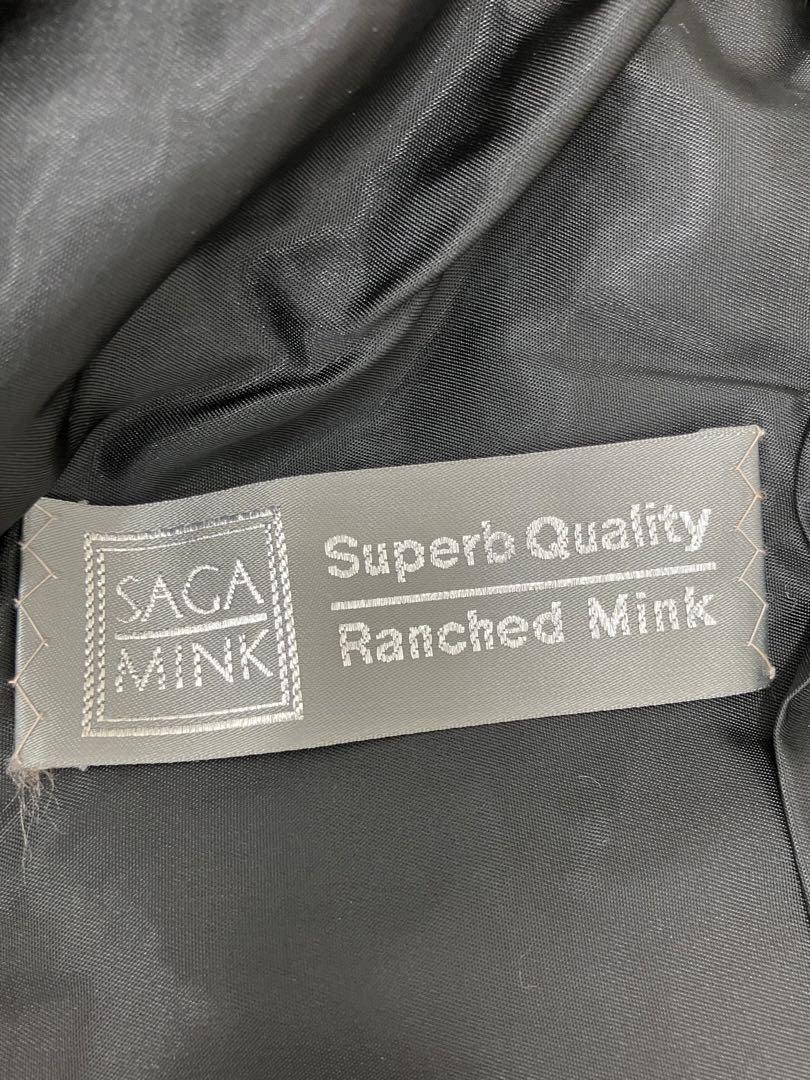 SAGA
MINK
Superb Quality
Ranched Mink